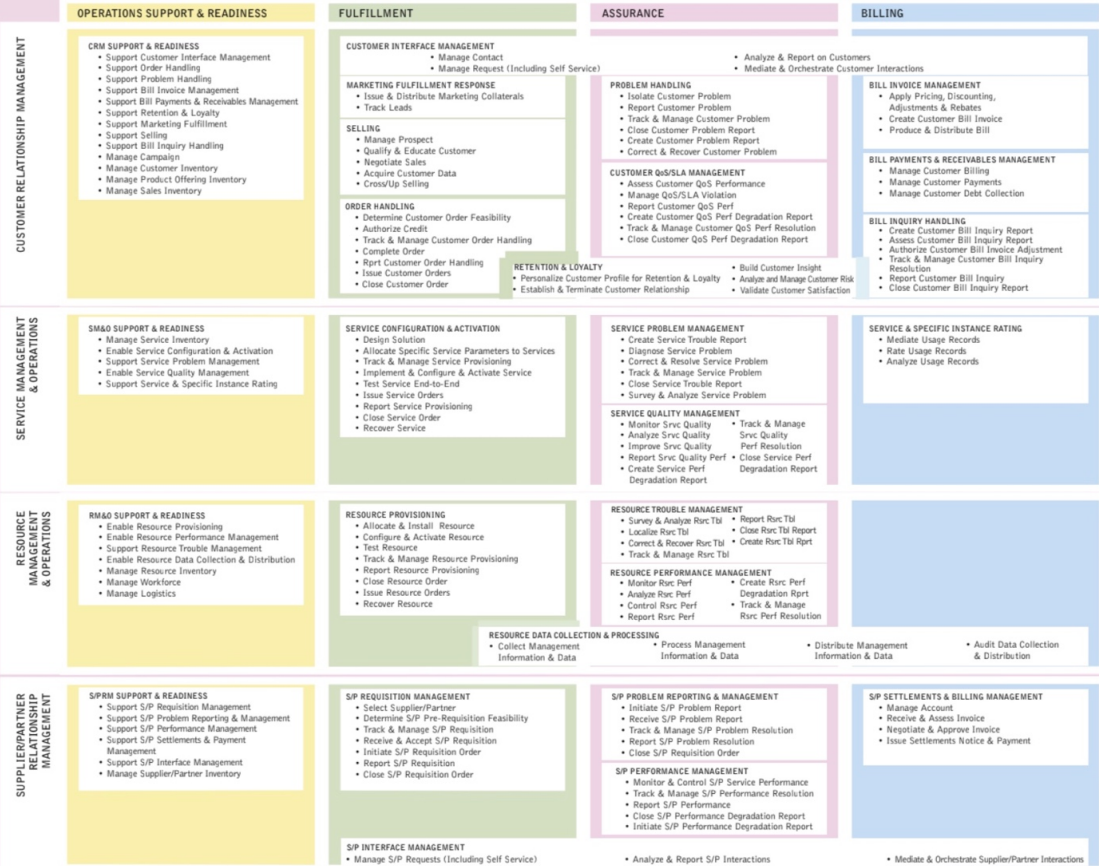 OPERATIONS SUPPORT & READINESS
FULFILLMENT
ASSURANCE
BILLING
CUSTOMER RELATIONSHIP MANAGEMENT
CRM SUPPORT & READINESS
• Support Customer Interface Management
• Support Order Handling
• Support Problem Handling
• Support Bill Invoice Management
• Support Bill Payments & Receivables Management
• Support Retention & Loyalty
• Support Marketing Fulfillment
• Support Selling
• Support Bill Inquiry Handling
• Manage Campaign
• Manage Customer Inventory
• Manage Product Offering Inventory
• Manage Sales Inventory
CUSTOMER INTERFACE MANAGEMENT
• Manage Contact
• Manage Request (Including Self Service)
• Analyze & Report on Customers
• Mediate & Orchestrate Customer Interactions
MARKETING FULFILLMENT RESPONSE
• Issue & Distribute Marketing Collaterals
• Track Leads
SELLING
• Manage Prospect
• Qualify & Educate Customer
• Negotiate Sales
• Acquire Customer Data
• Cross/Up Selling
ORDER HANDLING
• Determine Customer Order Feasibility
• Authorize Credit
• Track & Manage Customer Order Handling
• Complete Order
• Rprt Customer Order Handling
• Issue Customer Orders
• Close Customer Order
PROBLEM HANDLING
• Isolate Customer Problem
• Report Customer Problem
• Track & Manage Customer Problem
• Close Customer Problem Report
• Create Customer Problem Report
• Correct & Recover Customer Problem
CUSTOMER QoS/SLA MANAGEMENT
• Assess Customer QoS Performance
• Manage QoS/SLA Violation
• Report Customer QoS Perf
• Create Customer QoS Perf Degradation Report
• Track & Manage Customer QoS Perf Resolution
• Close Customer QoS Perf Degradation Report
RETENTION & LOYALTY
• Personalize Customer Profile for Retention & Loyalty
• Establish & Terminate Customer Relationship
• Build Customer Insight
• Analyze and Manage Customer Risk
• Validate Customer Satisfaction
BILL INVOICE MANAGEMENT
• Apply Pricing, Discounting,
Adjustments & Rebates
• Create Customer Bill Invoice
• Produce & Distribute Bill
BILL PAYMENTS & RECEIVABLES MANAGEMENT
• Manage Customer Billing
• Manage Customer Payments
• Manage Customer Debt Collection
BILL INQUIRY HANDLING
• Create Customer Bill Inquiry Report
• Assess Customer Bill Inquiry Report
• Authorize Customer Bill Invoice Adjustment
• Track & Manage Customer Bill Inquiry
Resolution
• Report Customer Bill Inquiry
• Close Customer Bill Inquiry Report
SERVICE MANAGEMENT
& OPERATIONS
SM&O SUPPORT & READINESS
• Manage Service Inventory
• Enable Service Configuration & Activation
• Support Service Problem Management
• Enable Service Quality Management
• Support Service & Specific Instance Rating
SERVICE CONFIGURATION & ACTIVATION
• Design Solution
• Allocate Specific Service Parameters to Services
• Track & Manage Service Provisioning
• Implement & Configure & Activate Service
• Test Service End-to-End
• Issue Service Orders
• Report Service Provisioning
• Close Service Order
• Recover Service
SERVICE PROBLEM MANAGEMENT
• Create Service Trouble Report
• Diagnose Service Problem
• Correct & Resolve Service Problem
• Track & Manage Service Problem
• Close Service Trouble Report
• Survey & Analyze Service Problem
SERVICE QUALITY MANAGEMENT
• Monitor Srvc Quality
• Analyze Srvc Quality
• Improve Srvc Quality
• Report Srvc Quality Perf
• Create Service Perf
Degradation Report
• Track & Manage
Srvc Quality
Perf Resolution
• Close Service Perf
Degradation Report
SERVICE & SPECIFIC INSTANCE RATING
• Mediate Usage Records
• Rate Usage Records
• Analyze Usage Records
RESOURCE
MANAGEMENT
& OPERATIONS
RM&O SUPPORT & READINESS
• Enable Resource Provisioning
• Enable Resource Performance Management
• Support Resource Trouble Management
• Enable Resource Data Collection & Distribution
• Manage Resource Inventory
• Manage Workforce
• Manage Logistics
RESOURCE PROVISIONING
• Allocate & Install Resource
• Configure & Activate Resource
• Test Resource
• Track & Manage Resource Provisioning
• Report Resource Provisioning
• Close Resource Order
• Issue Resource Orders
• Recover Resource
RESOURCE TROUBLE MANAGEMENT
• Survey & Analyze Rsrc Tbl
• Localize Rsrc Tbl
• Correct & Recover Rsrc Tbl
• Track & Manage Rsrc Tbl
• Report Rsrc Tbl
• Close Rsrc Tbl Report
• Create Rsrc Tbl Rprt
RESOURCE PERFORMANCE MANAGEMENT
• Monitor Rsrc Perf
• Analyze Rsrc Perf
• Control Rsrc Perf
• Report Rsrc Perf
• Create Rsrc Perf
Degradation Rprt
• Track & Manage
Rsrc Perf Resolution
RESOURCE DATA COLLECTION & PROCESSING
• Collect Management
Information & Data
• Process Management
Information & Data
• Distribute Management
Information & Data
• Audit Data Collection
& Distribution
SUPPLIER/PARTNER
RELATIONSHIP
MANAGEMENT
S/PRM SUPPORT & READINESS
• Support S/P Requisition Management
• Support S/P Problem Reporting & Management
• Support S/P Performance Management
• Support S/P Settlements & Payment
Management
• Support S/P Interface Management
• Manage Supplier/Partner Inventory
S/P REQUISITION MANAGEMENT
• Select Supplier/Partner
• Determine S/P Pre-Requisition Feasibility
• Track & Manage S/P Requisition
• Receive & Accept S/P Requisition
• Initiate S/P Requisition Order
• Report S/P Requisition
• Close S/P Requisition Order
S/P PROBLEM REPORTING & MANAGEMENT
• Initiate S/P Problem Report
• Receive S/P Problem Report
• Track & Manage S/P Problem Resolution
• Report S/P Problem Resolution
• Close S/P Requisition Order
S/P PERFORMANCE MANAGEMENT
• Monitor & Control S/P Service Performance
• Track & Manage S/P Performance Resolution
• Report S/P Performance
• Close S/P Performance Degradation Report
• Initiate S/P Performance Degradation Report
S/P SETTLEMENTS & BILLING MANAGEMENT
• Manage Account
• Receive & Assess Invoice
• Negotiate & Approve Invoice
• Issue Settlements Notice & Payment
S/P INTERFACE MANAGEMENT
• Manage S/P Requests (Including Self Service)
• Analyze & Report S/P Interactions
• Mediate & Orchestrate Supplier/Partner Interactions